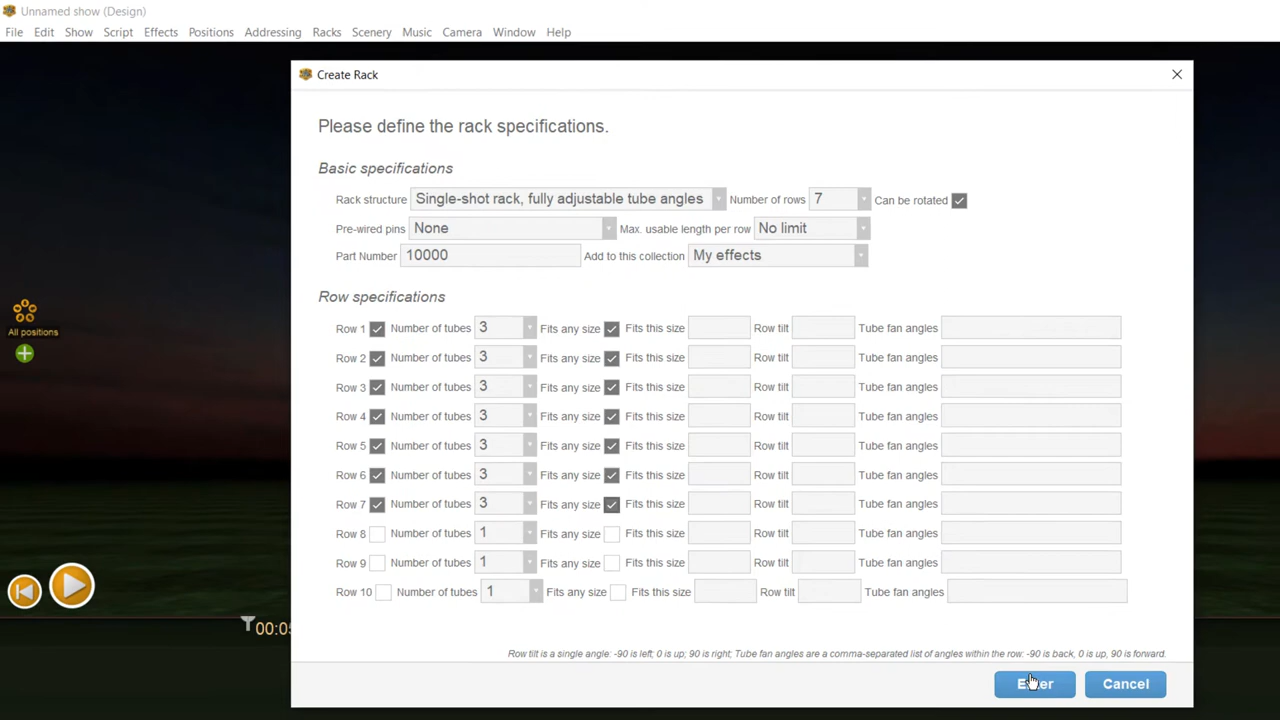 Unnamed show (Design)
File Edit Show Script Effects Positions Addressing Racks Scenery Music Camera Window Help
Create Rack
Please define the rack specifications.
Basic specifications
Rack structure Single-shot rack, fully adjustable tube angles Number of rows 7 Can be rotated
Pre-wired pins None Max. usable length per row No limit
Part Number 10000 Add to this collection My effects
Row specifications
Row 1 Number of tubes 3 Fits any size Fits this size Row tilt Tube fan angles
Row 2 Number of tubes 3 Fits any size Fits this size Row tilt Tube fan angles
Row 3 Number of tubes 3 Fits any size Fits this size Row tilt Tube fan angles
Row 4 Number of tubes 3 Fits any size Fits this size Row tilt Tube fan angles
Row 5 Number of tubes 3 Fits any size Fits this size Row tilt Tube fan angles
Row 6 Number of tubes 3 Fits any size Fits this size Row tilt Tube fan angles
Row 7 Number of tubes 3 Fits any size Fits this size Row tilt Tube fan angles
Row 8 Number of tubes 1 Fits any size Fits this size Row tilt Tube fan angles
Row 9 Number of tubes 1 Fits any size Fits this size Row tilt Tube fan angles
Row 10 Number of tubes 1 Fits any size Fits this size Row tilt Tube fan angles
Row tilt is a single angle: -90 is left; 0 is up; 90 is right; Tube fan angles are a comma-separated list of angles within the row: -90 is back, 0 is up, 90 is forward.
Cancel
All positions